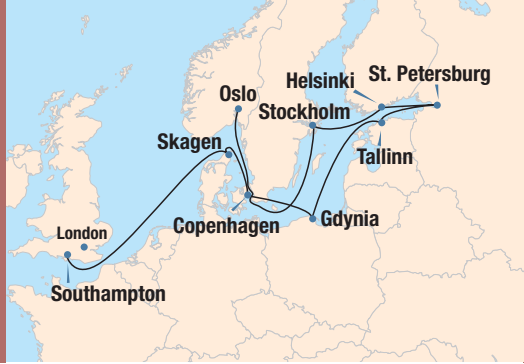 Helsinki
St. Petersburg
Oslo
Stockholm
Skagen
Tallinn
Copenhagen
Gdynia
London
Southampton